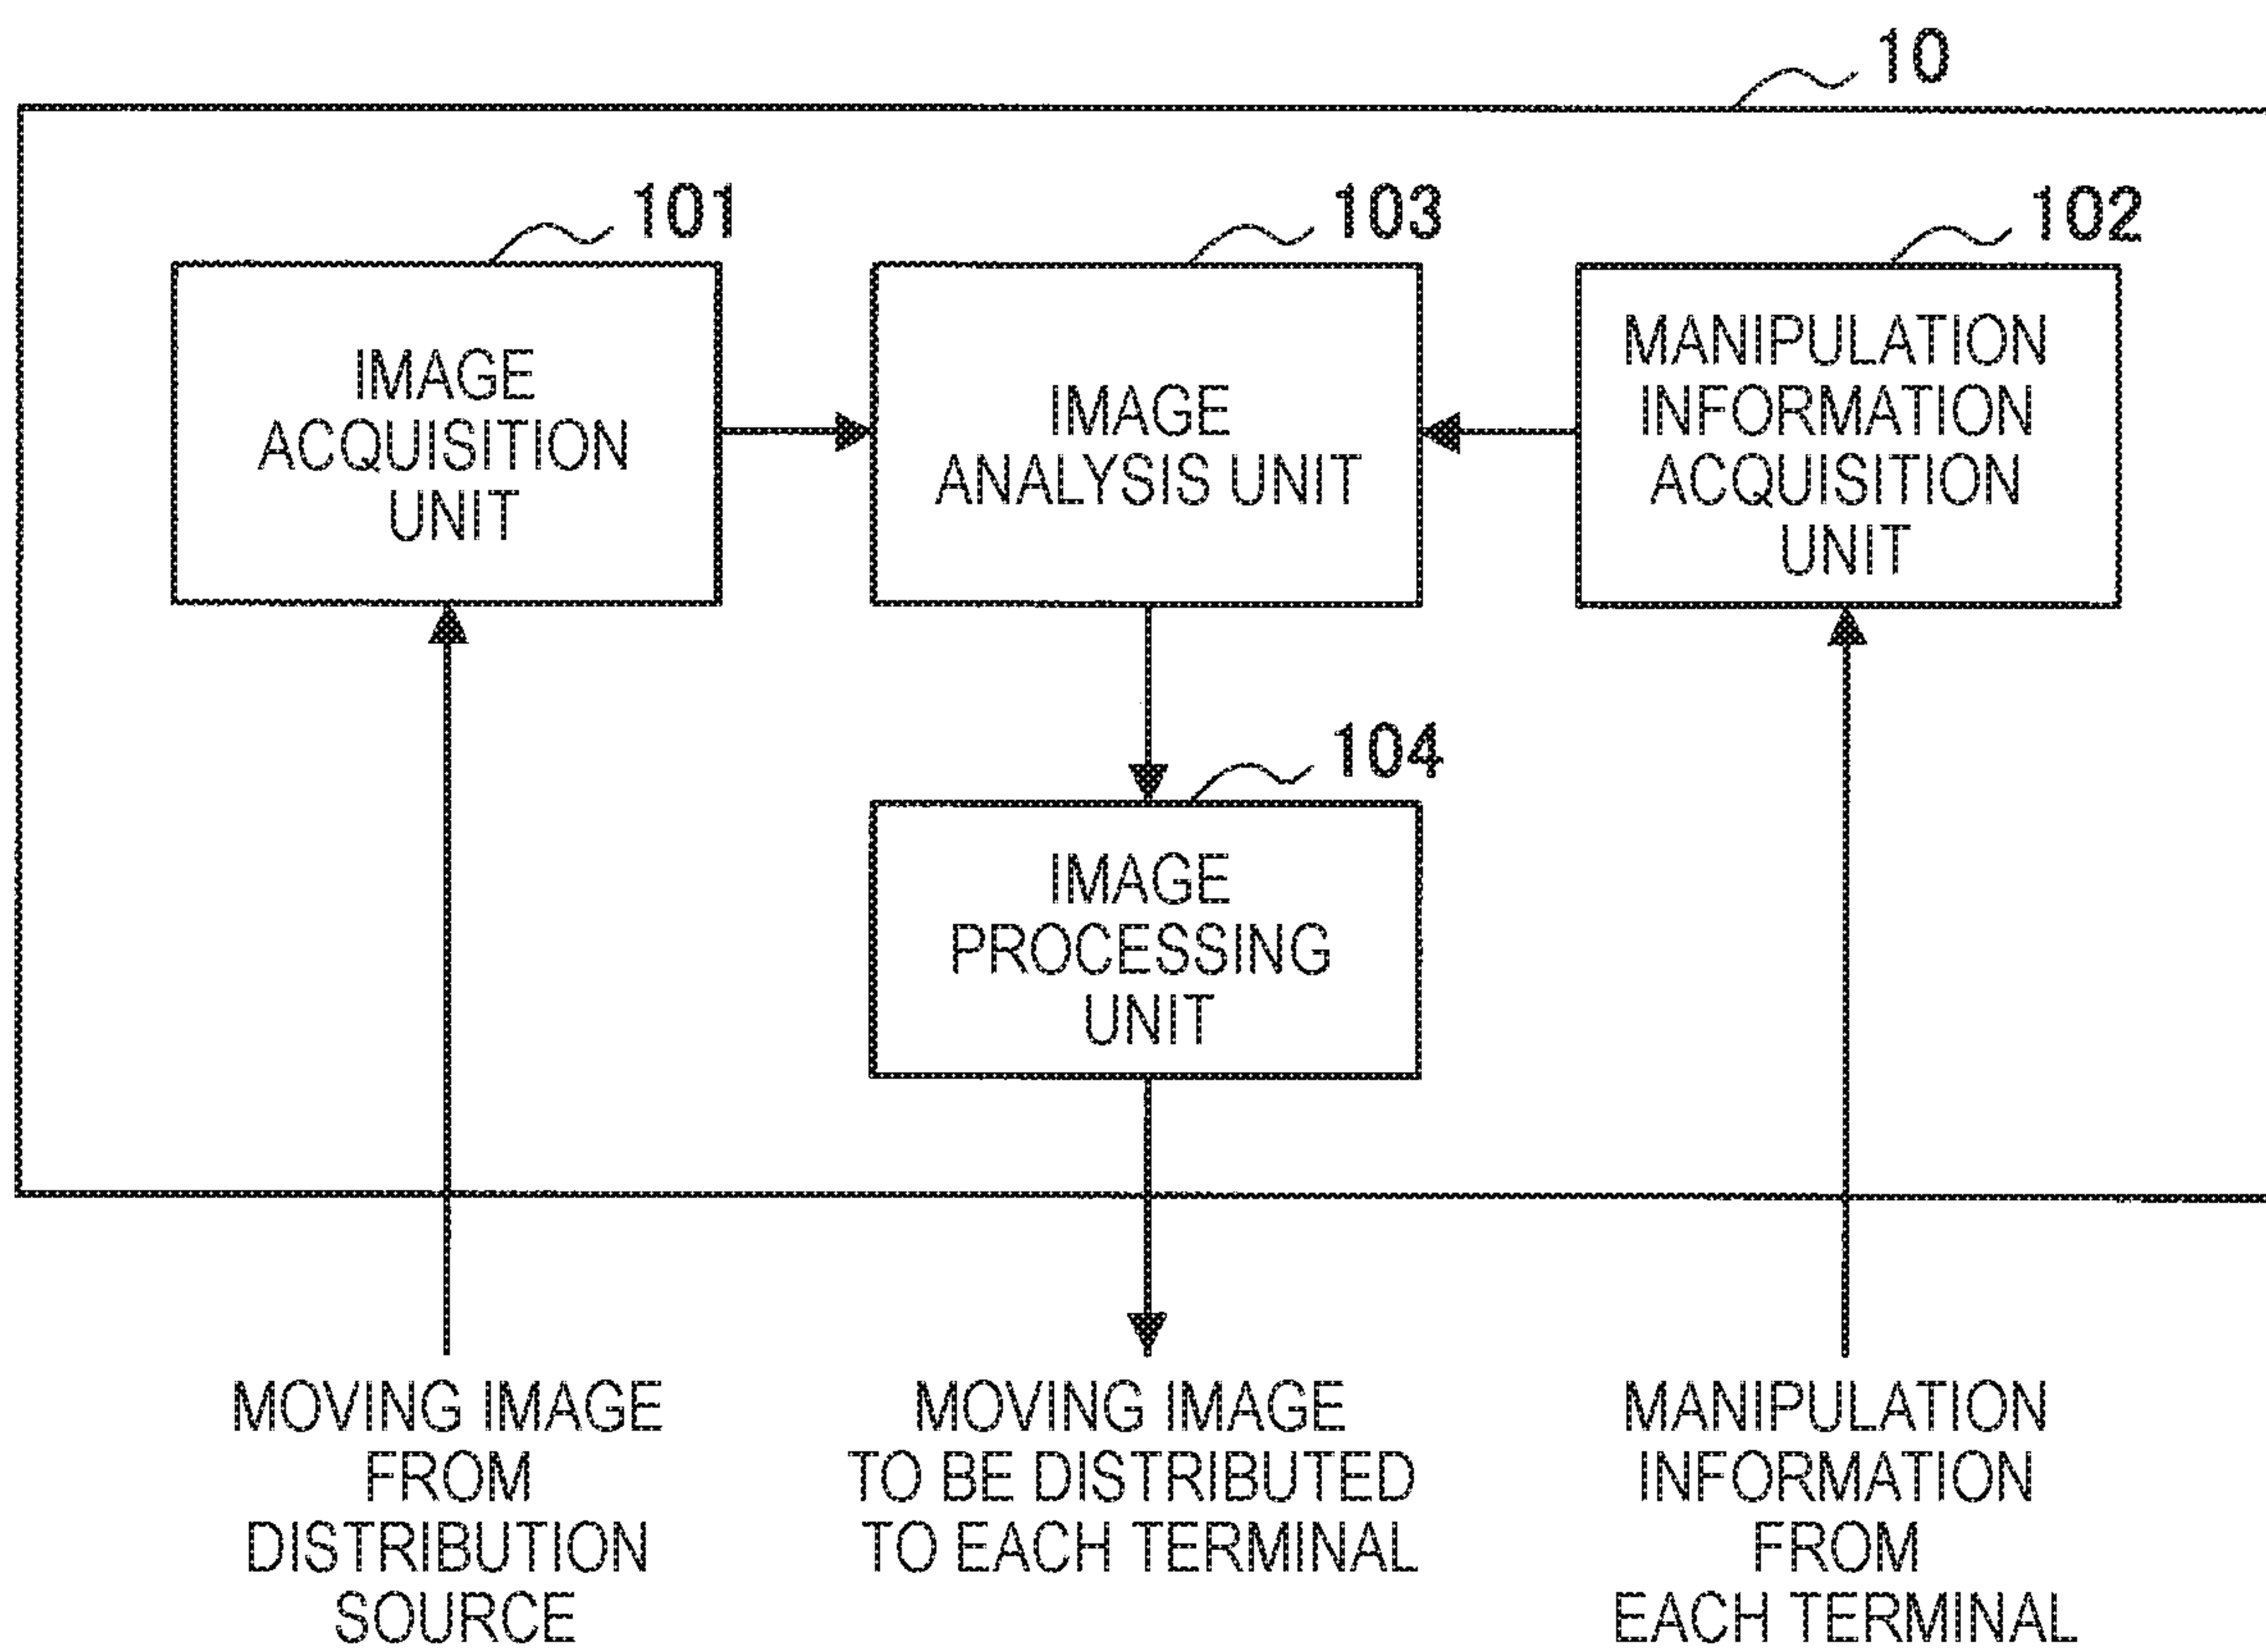 10
101
103
102
IMAGE
ACQUISITION
UNIT
IMAGE
ANALYSIS UNIT
MANIPULATION
INFORMATION
ACQUISITION
UNIT
104
IMAGE
PROCESSING
UNIT
MOVING IMAGE
FROM
DISTRIBUTION
SOURCE
MOVING IMAGE
TO BE DISTRIBUTED
TO EACH TERMINAL
MANIPULATION
INFORMATION
FROM
EACH TERMINAL